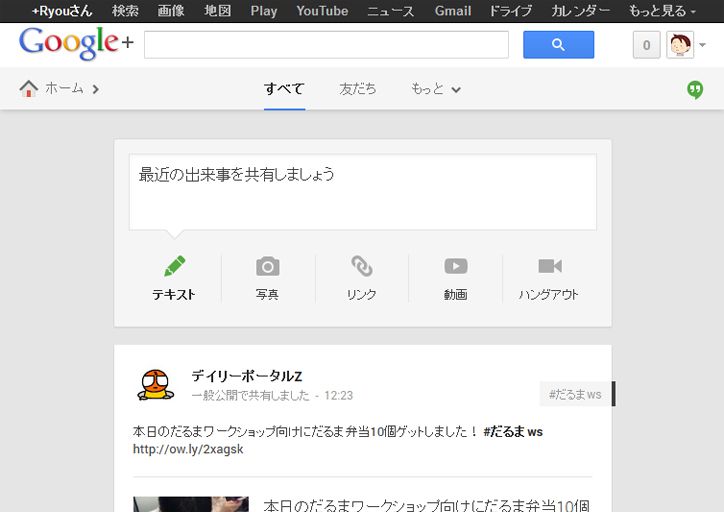 +Ryouさん 検索 画像 地図 Play YouTube ニュース Gmail ドライブ カレンダー もっと見る
Google+
0
ホーム すべて 友だち もっと
最近の出来事を共有しましょう
テキスト 写真 リンク 動画 ハングアウト
デイリーポータルZ
一般公開で共有しました - 12:23
#だるまws
本日のだるまワークショップ向けにだるま弁当10個ゲットしました！ #だるまws
http://ow.ly/2xagsk
本日のだるまワークショップ向けにだるま弁当10個